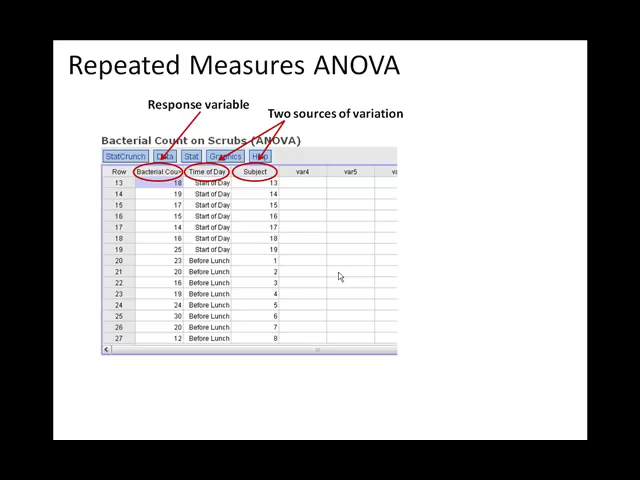 Repeated Measures ANOVA
Response variable
Two sources of variation
Bacterial Count on Scrubs (ANOVA)
StatCrunch Data Stat Graphics Help
Row Bacterial Cou> Time of Day Subject var4 var5
13 18 Start of Day 13
14 19 Start of Day 14
15 17 Start of Day 15
16 15 Start of Day 16
17 14 Start of Day 17
18 16 Start of Day 18
19 25 Start of Day 19
20 23 Before Lunch 1
21 20 Before Lunch 2
22 16 Before Lunch 3
23 19 Before Lunch 4
24 24 Before Lunch 5
25 30 Before Lunch 6
26 20 Before Lunch 7
27 12 Before Lunch 8